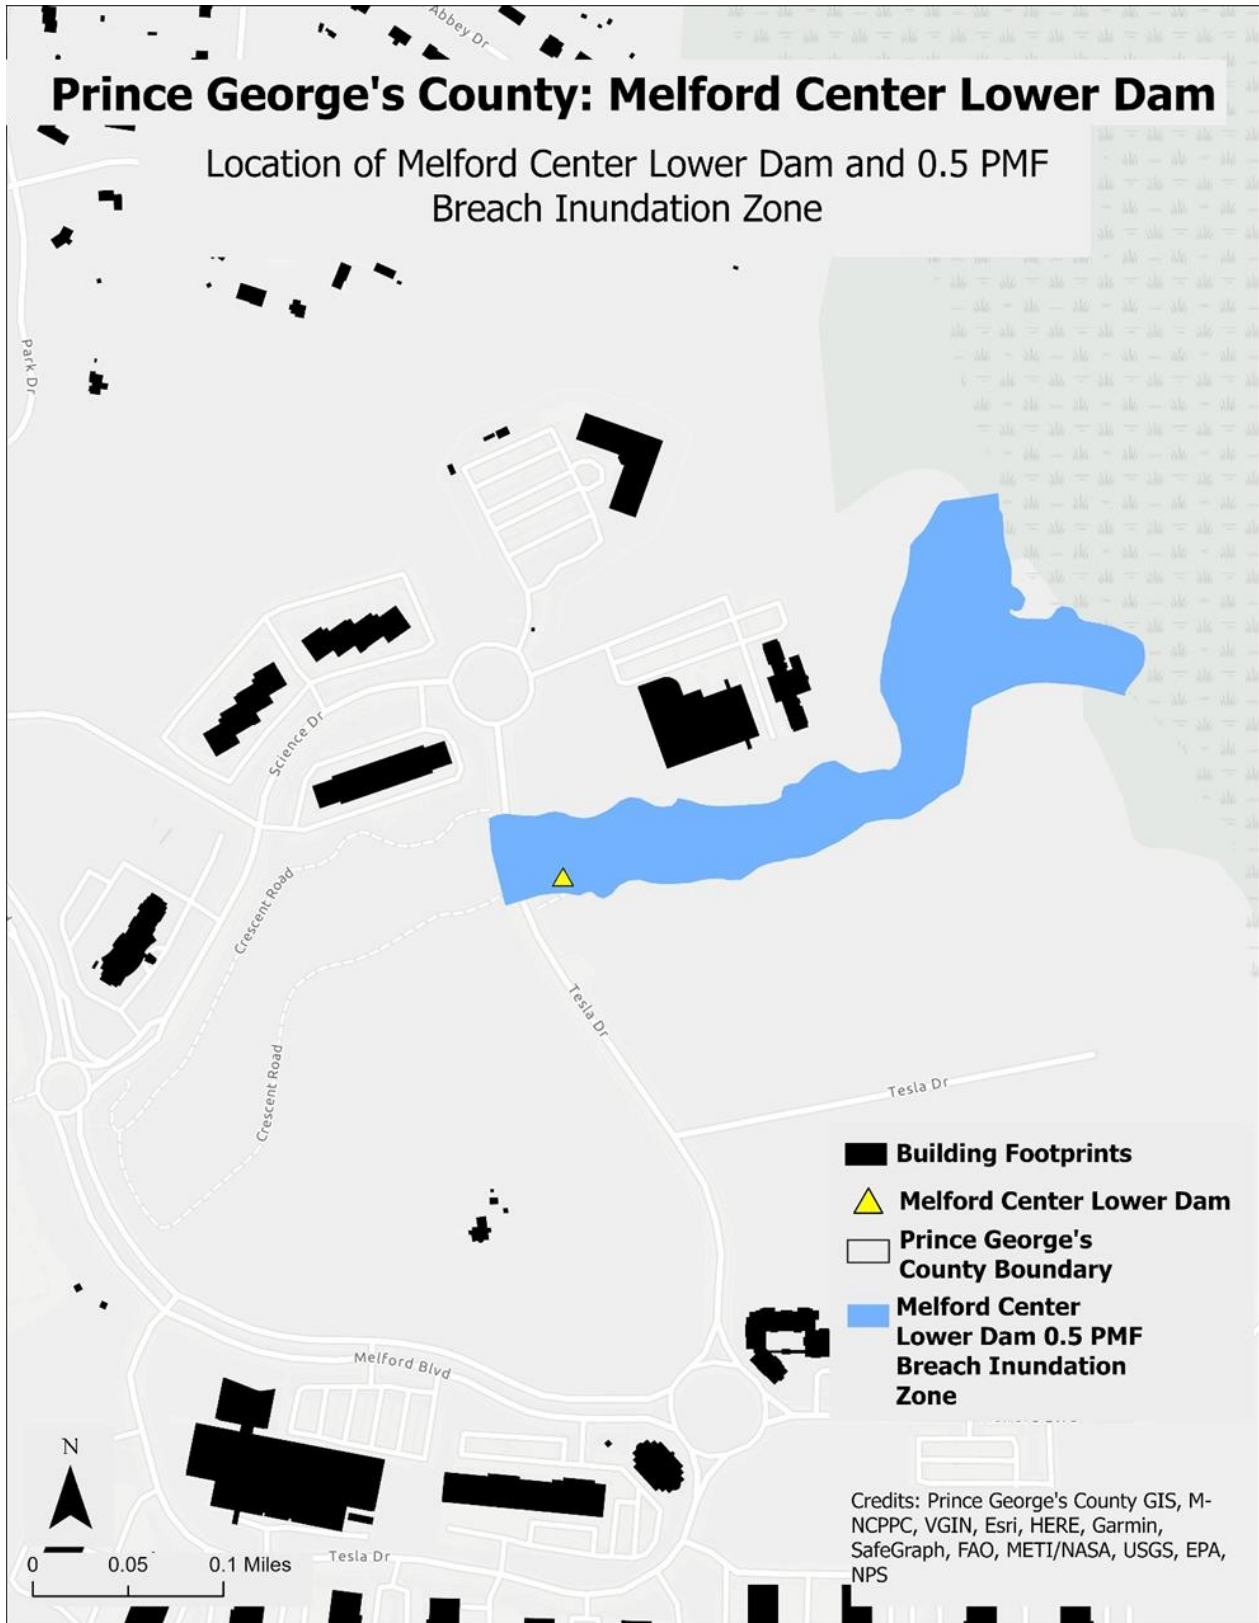 Abbey Dr
Prince George's County: Melford Center Lower Dam
Location of Melford Center Lower Dam and 0.5 PMF
Breach Inundation Zone
Park Dr
Science Dr
Crescent Road
Tesla Dr
Crescent Road
Tesla Dr
Building Footprints
Melford Center Lower Dam
Prince George's
County Boundary
Melford Center
Lower Dam 0.5 PMF
Breach Inundation
Zone
Melford Blvd
N
0 0.05 0.1 Miles
Tesla Dr
Credits: Prince George's County GIS, M-
NCPPC, VGIN, Esri, HERE, Garmin,
SafeGraph, FAO, METI/NASA, USGS, EPA,
NPS